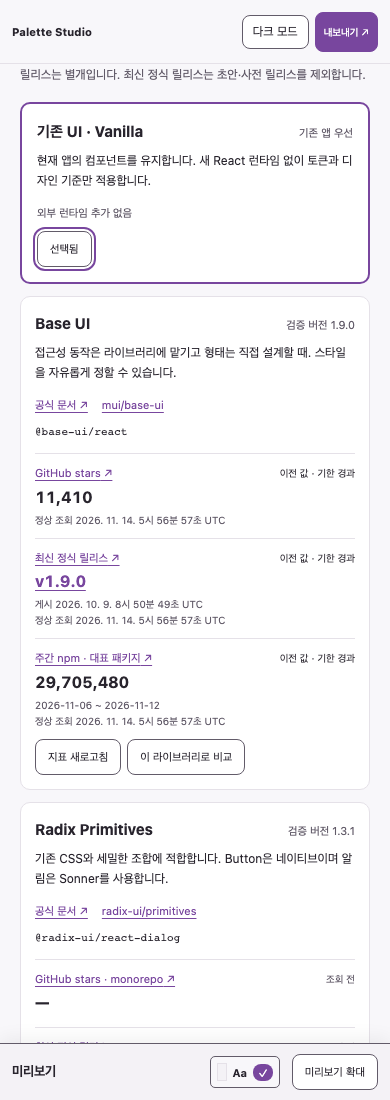 Palette Studio
다크 모드
내보내기 ↗
릴리스는 별개입니다. 최신 정식 릴리스는 초안·사전 릴리스를 제외합니다.
기존 UI · Vanilla
기존 앱 우선
현재 앱의 컴포넌트를 유지합니다. 새 React 런타임 없이 토큰과 디
자인 기준만 적용합니다.
외부 런타임 추가 없음
선택됨
Base UI
검증 버전 1.9.0
접근성 동작은 라이브러리에 맡기고 형태는 직접 설계할 때. 스타일
을 자유롭게 정할 수 있습니다.
공식 문서 ↗ mui/base-ui
@base-ui/react
GitHub stars ↗
이전 값 · 기한 경과
11,410
정상 조회 2026. 11. 14. 5시 56분 57초 UTC
최신 정식 릴리스 ↗
이전 값 · 기한 경과
v1.9.0
게시 2026. 10. 9. 8시 50분 49초 UTC
정상 조회 2026. 11. 14. 5시 56분 57초 UTC
주간 npm · 대표 패키지 ↗
이전 값 · 기한 경과
29,705,480
2026-11-06 ~ 2026-11-12
정상 조회 2026. 11. 14. 5시 56분 57초 UTC
지표 새로고침
이 라이브러리로 비교
Radix Primitives
검증 버전 1.3.1
기존 CSS와 세밀한 조합에 적합합니다. Button은 네이티브이며 알
림은 Sonner를 사용합니다.
공식 문서 ↗ radix-ui/primitives
@radix-ui/react-dialog
GitHub stars · monorepo ↗
조회 전
—
미리보기
Aa
미리보기 확대